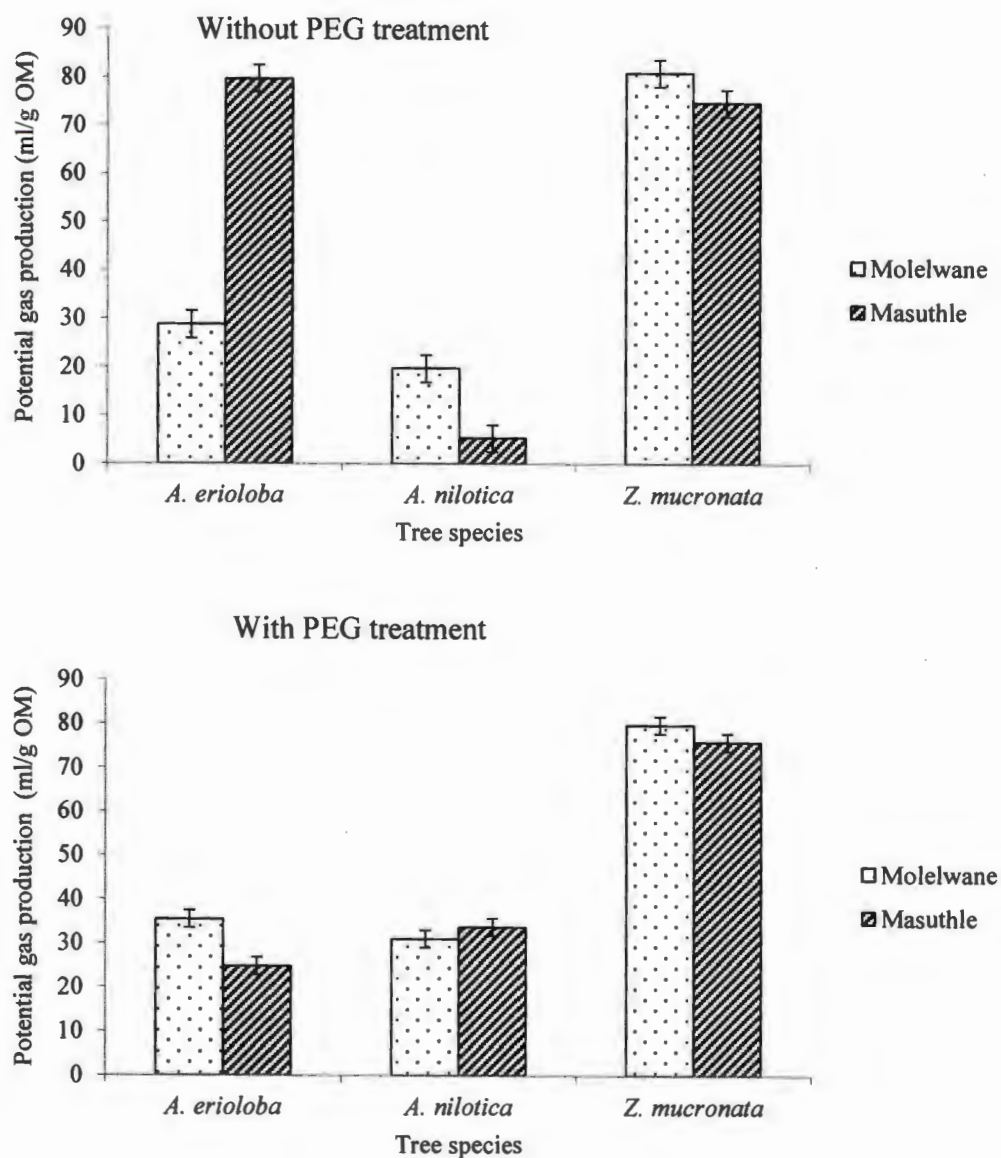 Without PEG treatment
Potential gas production (ml/g OM)
90
80
70
60
50
40
30
20
10
0
A. erioloba
A. nilotica
Z. mucronata
Tree species
Molelwane
Masuthle
With PEG treatment
Potential gas production (ml/g OM)
90
80
70
60
50
40
30
20
10
0
A. erioloba
A. nilotica
Z. mucronata
Tree species
Molelwane
Masuthle